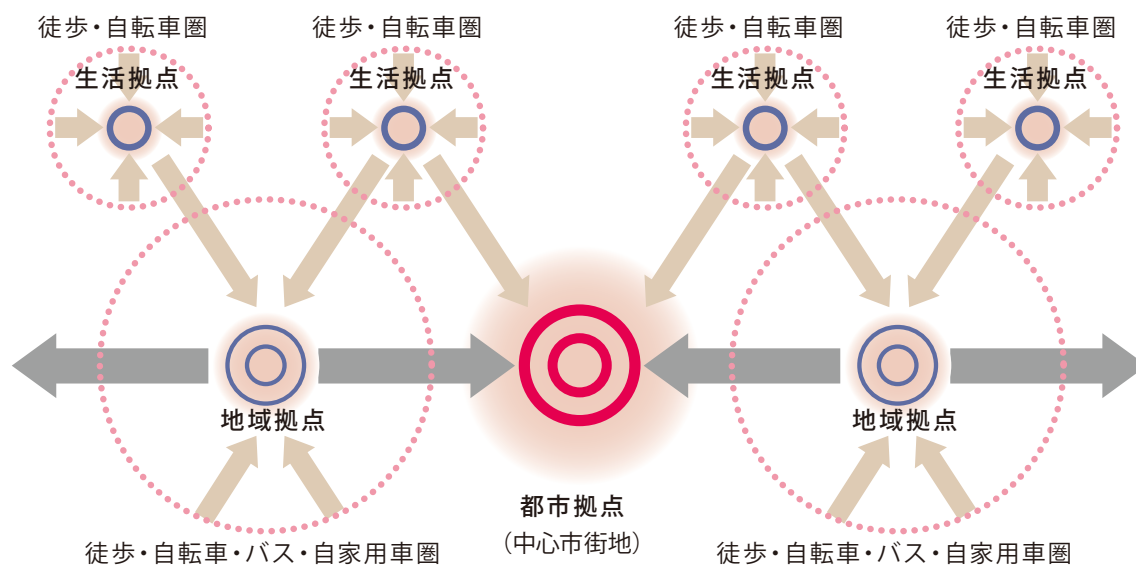 徒歩・自転車圏
徒歩・自転車圏
徒歩・自転車圏
徒歩・自転車圏
生活拠点
生活拠点
生活拠点
生活拠点
地域拠点
地域拠点
都市拠点
（中心市街地）
徒歩・自転車・バス・自家用車圏
徒歩・自転車・バス・自家用車圏